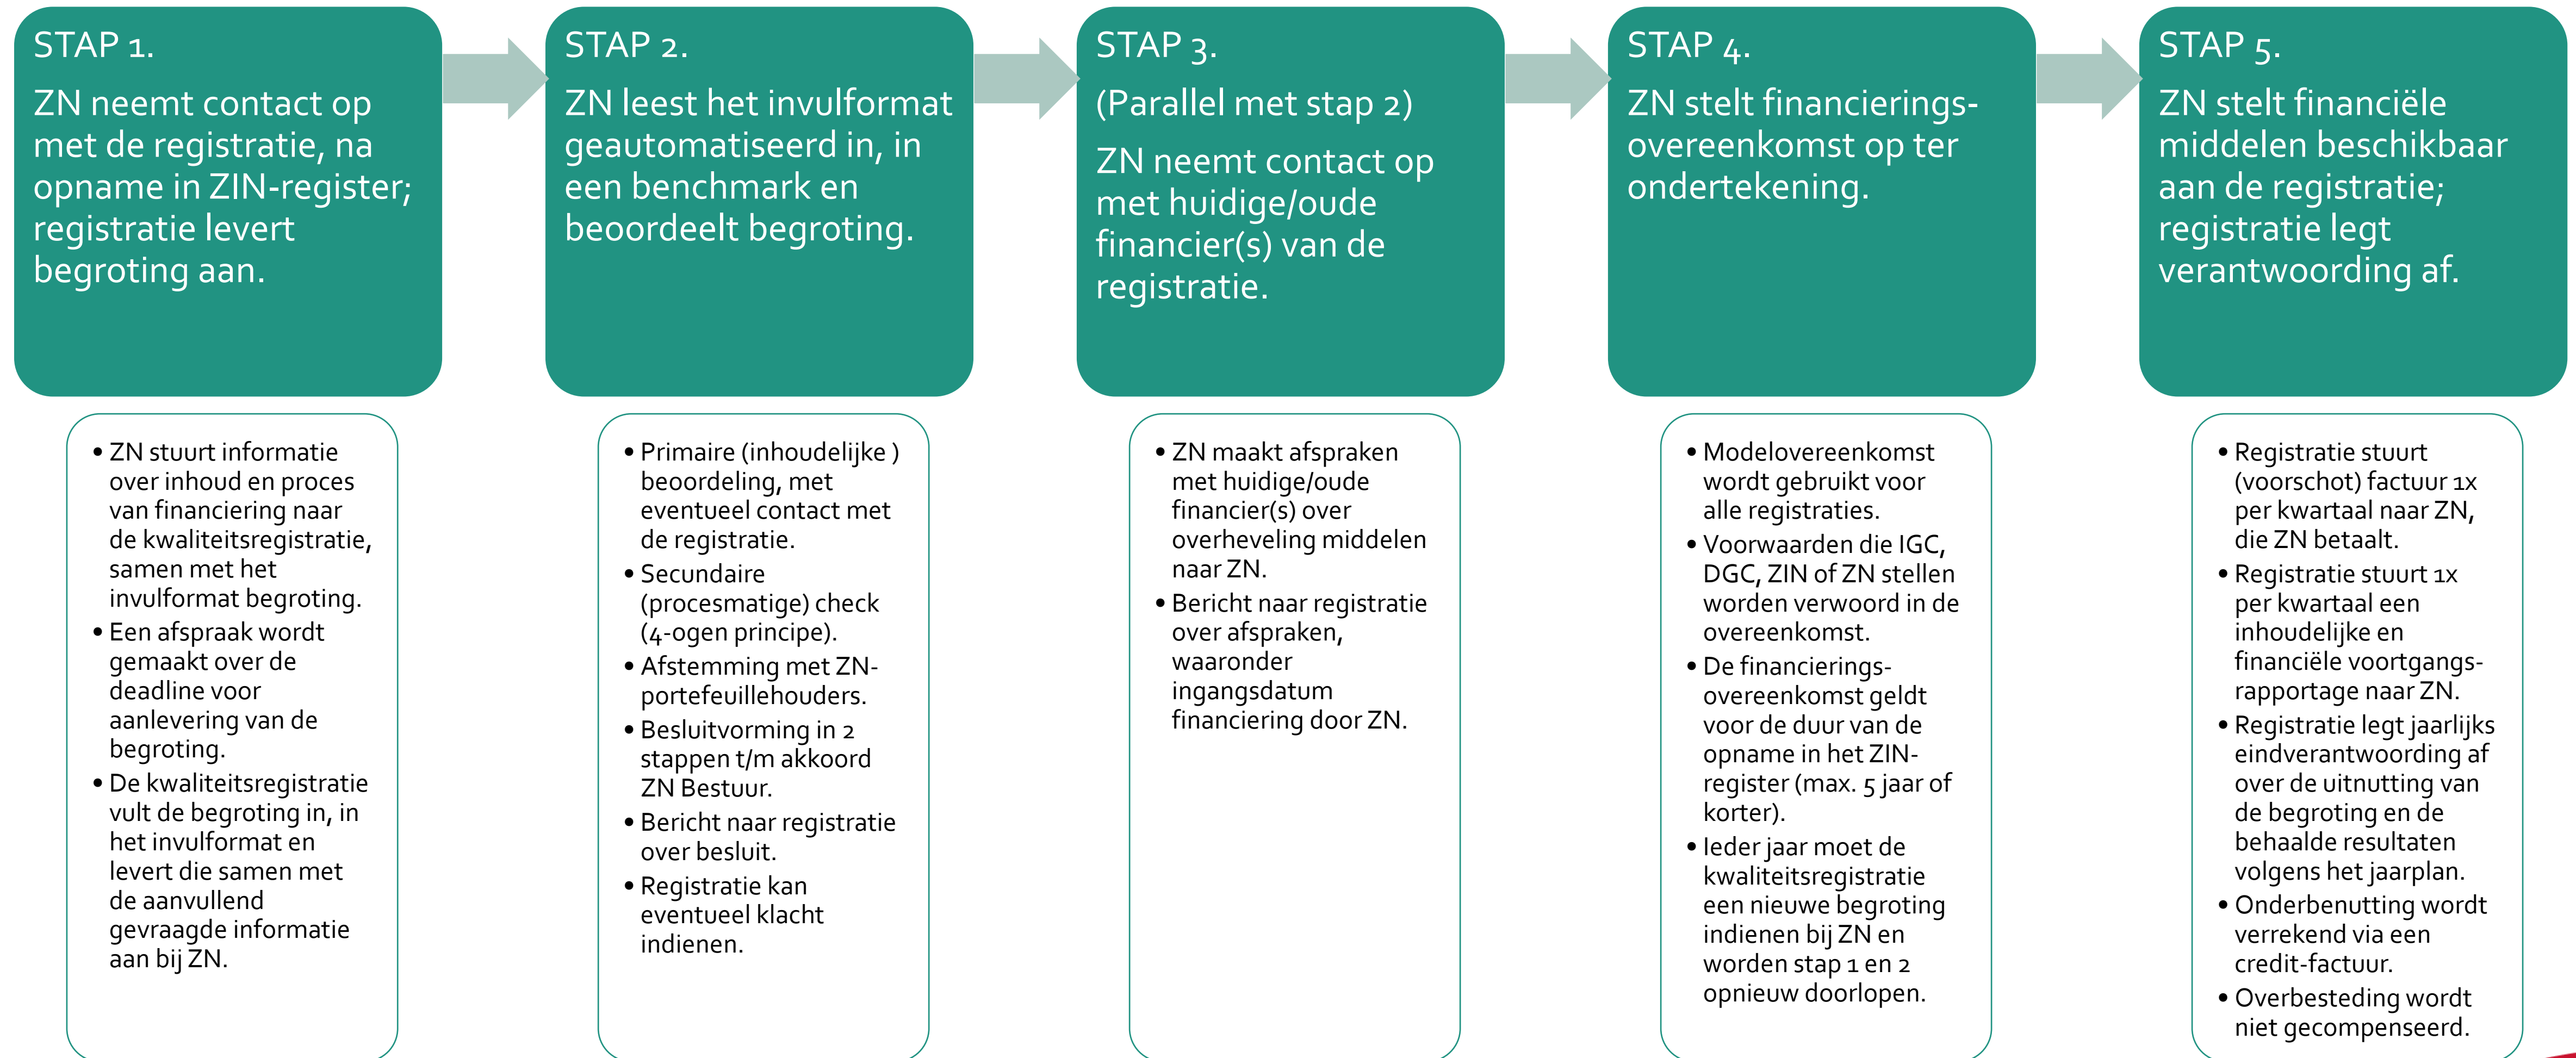 STAP 1.
ZN neemt contact op
met de registratie, na
opname in ZIN-register;
registratie levert
begroting aan.
• ZN stuurt informatie
over inhoud en proces
van financiering naar
de kwaliteitsregistratie,
samen met het
invulformat begroting.
• Een afspraak wordt
gemaakt over de
deadline voor
aanlevering van de
begroting.
• De kwaliteitsregistratie
vult de begroting in, in
het invulformat en
levert die samen met
de aanvullend
gevraagde informatie
aan bij ZN.
STAP 2.
ZN leest het invulformat
geautomatiseerd in, in
een benchmark en
beoordeelt begroting.
• Primaire (inhoudelijke )
beoordeling, met
eventueel contact met
de registratie.
• Secundaire
(procesmatige) check
(4-ogen principe).
• Afstemming met ZN-
portefeuillehouders.
• Besluitvorming in 2
stappen t/m akkoord
ZN Bestuur.
• Bericht naar registratie
over besluit.
• Registratie kan
eventueel klacht
indienen.
STAP 3.
(Parallel met stap 2)
ZN neemt contact op
met huidige/oude
financier(s) van de
registratie.
• ZN maakt afspraken
met huidige/oude
financier(s) over
overheveling middelen
naar ZN.
• Bericht naar registratie
over afspraken,
waaronder
ingangsdatum
financiering door ZN.
STAP 4.
ZN stelt financierings-
overeenkomst op ter
ondertekening.
• Modelovereenkomst
wordt gebruikt voor
alle registraties.
• Voorwaarden die IGC,
DGC, ZIN of ZN stellen
worden verwoord in de
overeenkomst.
• De financierings-
overeenkomst geldt
voor de duur van de
opname in het ZIN-
register (max. 5 jaar of
korter).
• Ieder jaar moet de
kwaliteitsregistratie
een nieuwe begroting
indienen bij ZN en
worden stap 1 en 2
opnieuw doorlopen.
STAP 5.
ZN stelt financiële
middelen beschikbaar
aan de registratie;
registratie legt
verantwoording af.
• Registratie stuurt
(voorschot) factuur 1x
per kwartaal naar ZN,
die ZN betaalt.
• Registratie stuurt 1x
per kwartaal een
inhoudelijke en
financiële voortgangs-
rapportage naar ZN.
• Registratie legt jaarlijks
eindverantwoording af
over de uitnutting van
de begroting en de
behaalde resultaten
volgens het jaarplan.
• Onderbenutting wordt
verrekend via een
credit-factuur.
• Overbesteding wordt
niet gecompenseerd.